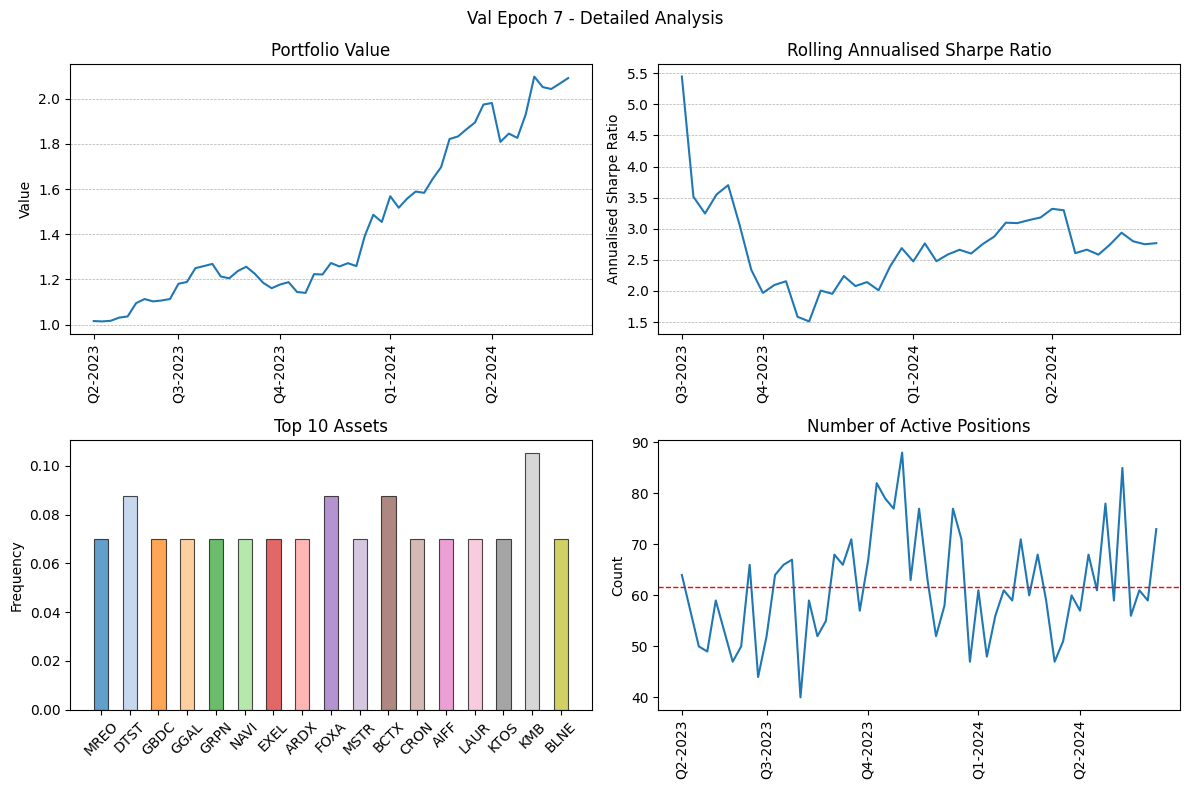 Val Epoch 7 - Detailed Analysis
Portfolio Value
Value
2.0
1.8
1.6
1.4
1.2
1.0
Q2-2023
Q3-2023
Q4-2023
Q1-2024
Q2-2024
Rolling Annualised Sharpe Ratio
Annualised Sharpe Ratio
5.5
5.0
4.5
4.0
3.5
3.0
2.5
2.0
1.5
Q3-2023
Q4-2023
Q1-2024
Q2-2024
Top 10 Assets
Frequency
0.10
0.08
0.06
0.04
0.02
0.00
MREO
DTST
GBDC
GGAL
GRPN
NAVI
EXEL
ARDX
FOXA
MSTR
BCTX
CRON
AIFF
LAUR
KTOS
KMB
BLNE
Number of Active Positions
Count
90
80
70
60
50
40
Q2-2023
Q3-2023
Q4-2023
Q1-2024
Q2-2024